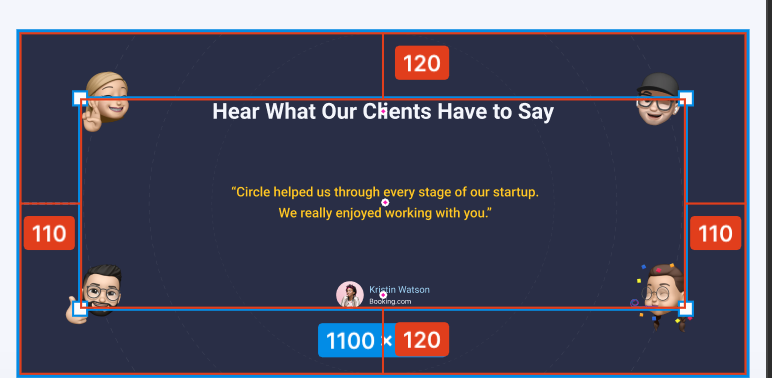 120
Hear What Our Clients Have to Say
“Circle helped us through every stage of our startup.
We really enjoyed working with you.”
110
110
Kristin Watson
Booking.com
1100 ×
120